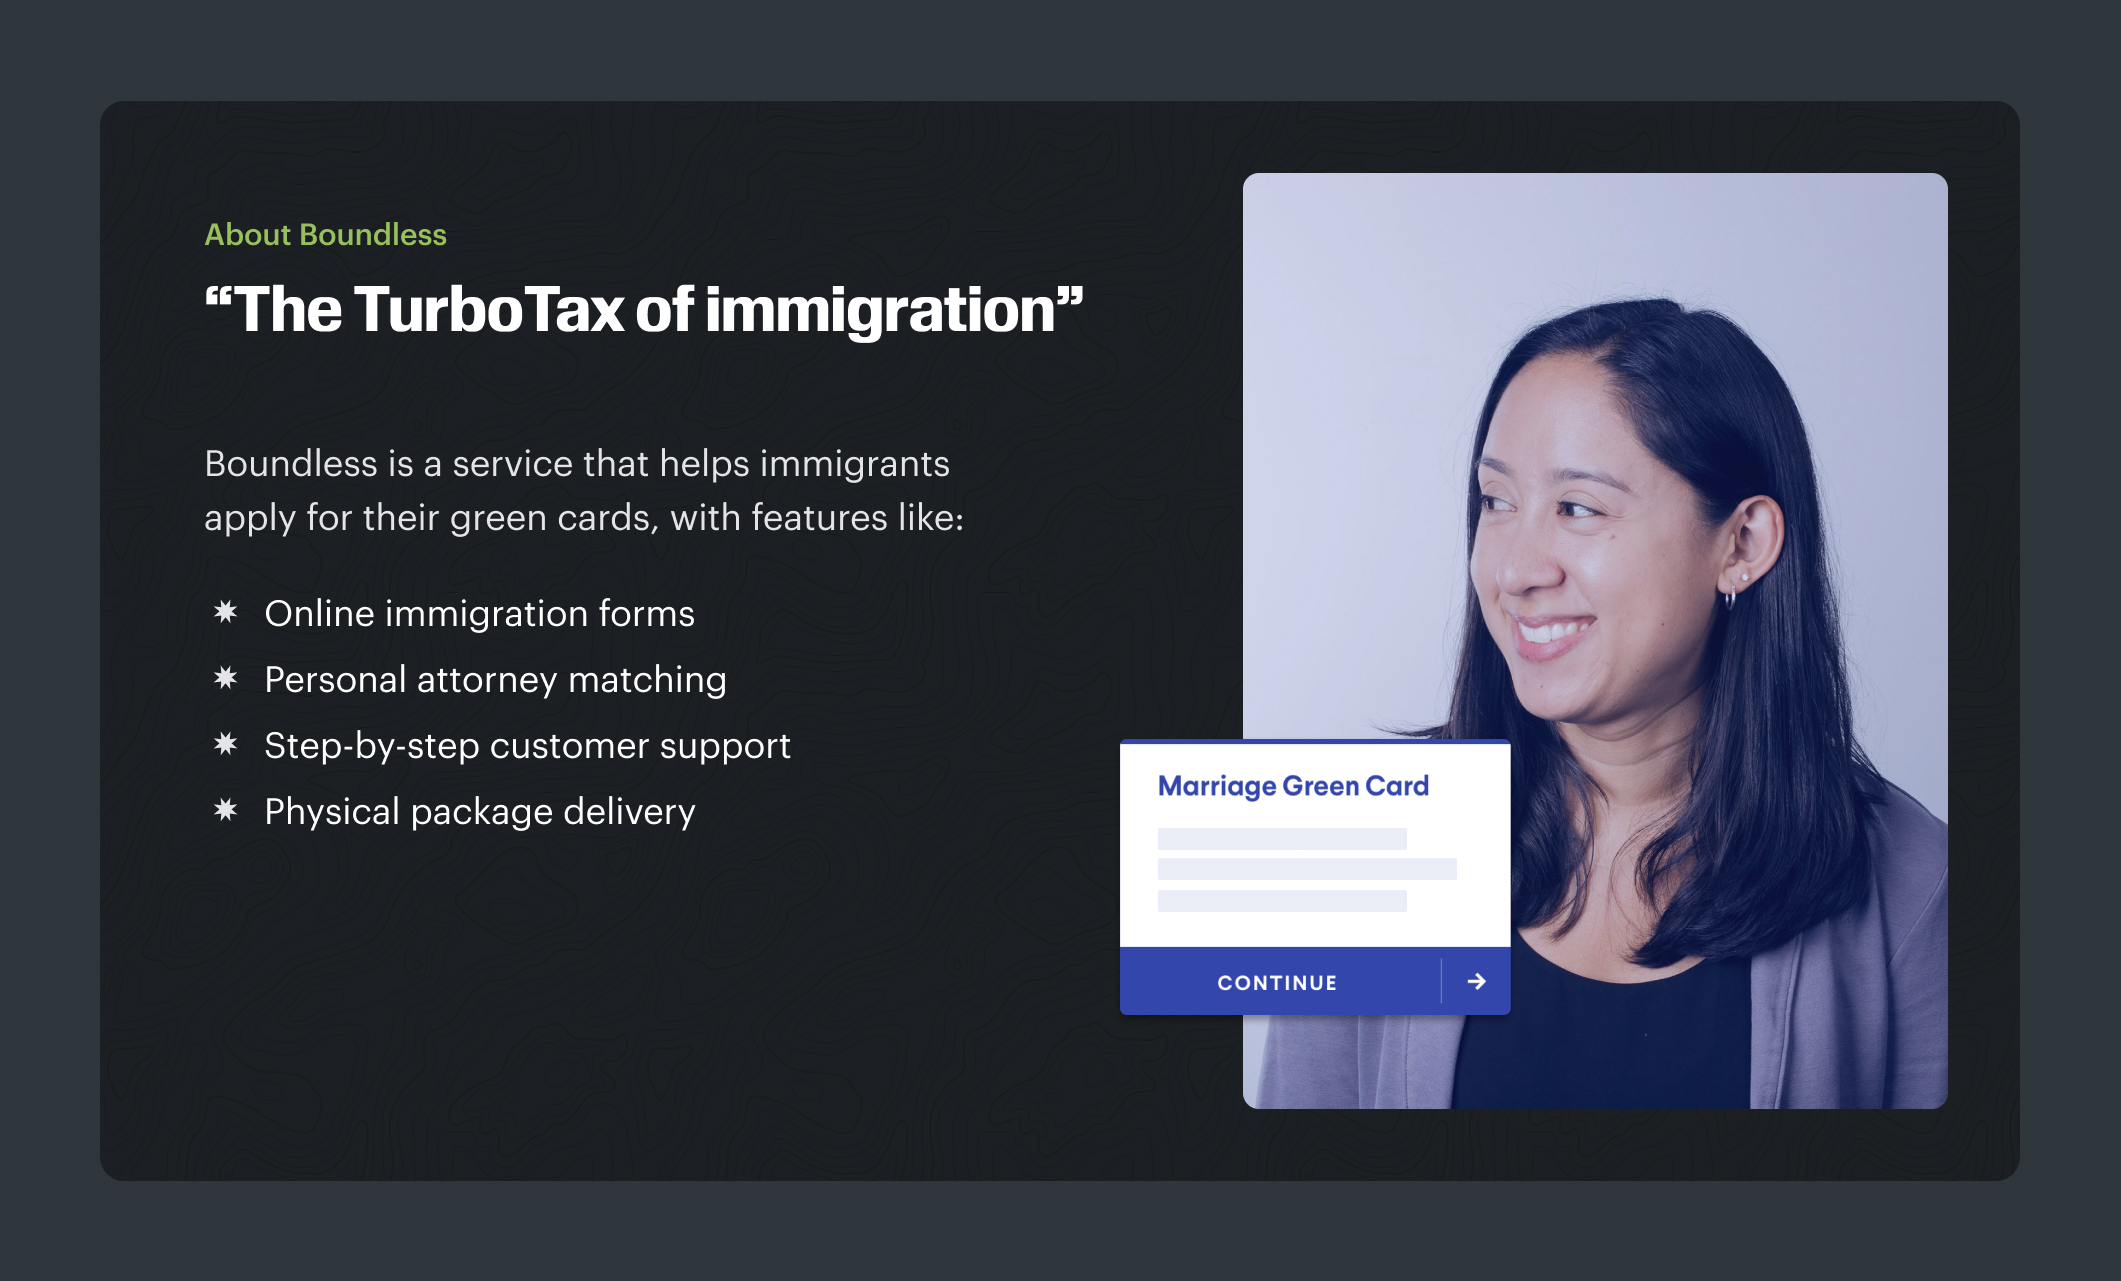 About Boundless
“The TurboTax of immigration”
Boundless is a service that helps immigrants
apply for their green cards, with features like:
Online immigration forms
Personal attorney matching
Step-by-step customer support
Physical package delivery
Marriage Green Card
CONTINUE